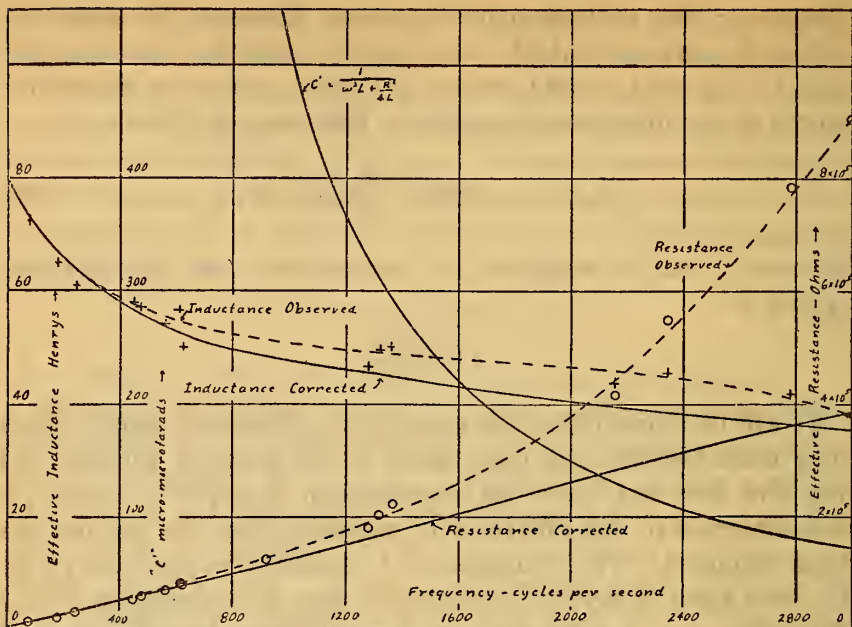 C' = 1 / ω²L + R²/4L
80
400
8×10⁵
Resistance
Observed
60
300
6×10⁵
Inductance Observed
Inductance Corrected
Effective Inductance Henrys →
"C'" micro-microfarads →
Effective
Resistance - Ohms →
40
200
4×10⁵
20
100
2×10⁵
Resistance Corrected
Frequency - cycles per second
0
400
800
1200
1600
2000
2400
2800
0